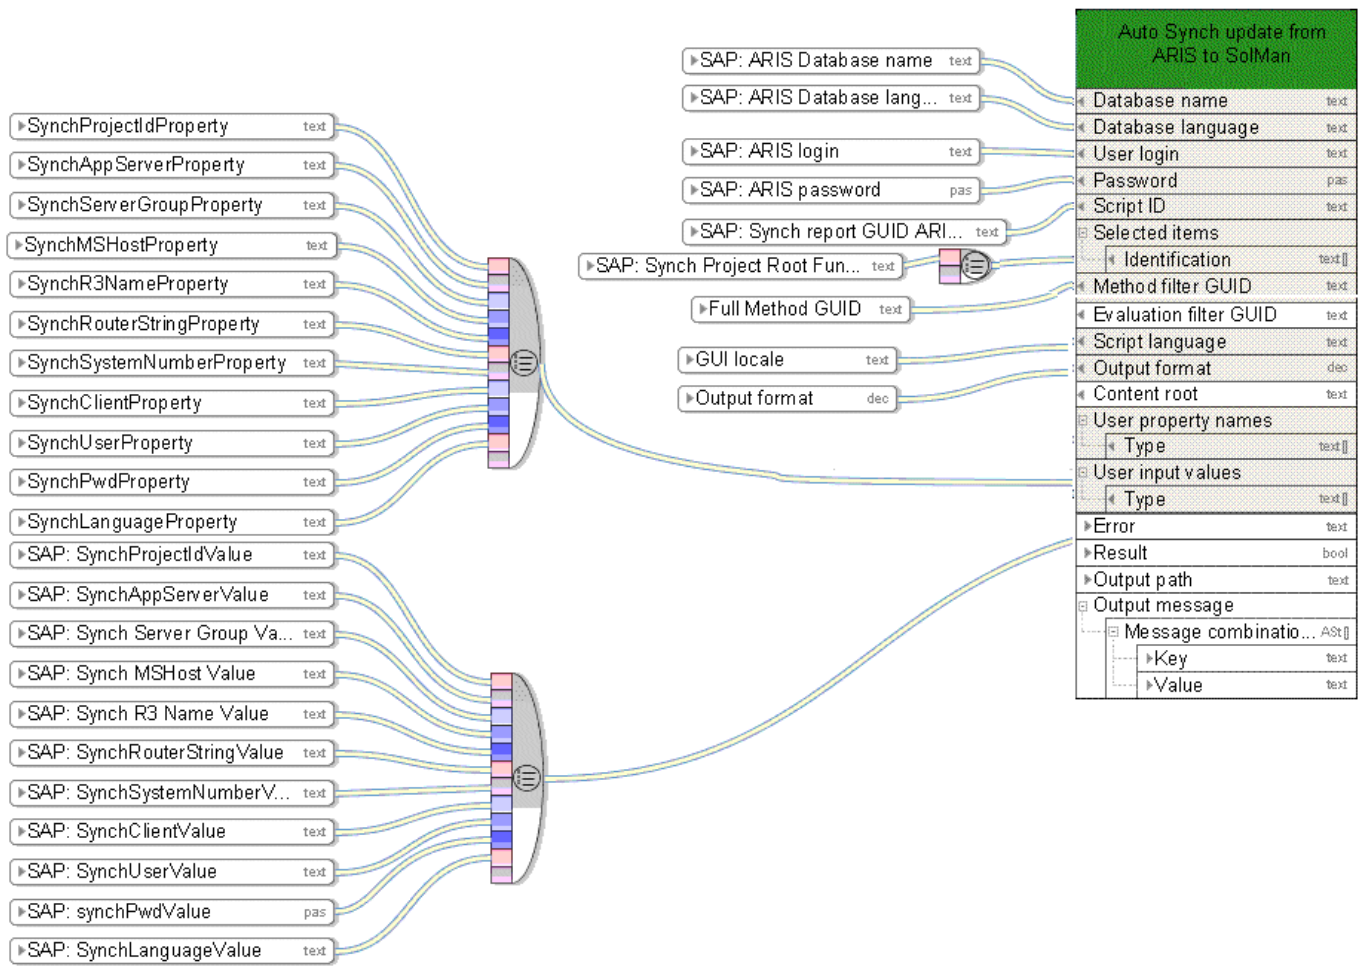 SynchProjectIdProperty text
SynchAppServerProperty text
SynchServerGroupProperty text
SynchMSHostProperty text
SynchR3NameProperty text
SynchRouterStringProperty text
SynchSystemNumberProperty text
SynchClientProperty text
SynchUserProperty text
SynchPwdProperty text
SynchLanguageProperty text
SAP: SynchProjectIdValue text
SAP: SynchAppServerValue text
SAP: Synch Server Group Va... text
SAP: Synch MSHost Value text
SAP: Synch R3 Name Value text
SAP: SynchRouterStringValue text
SAP: SynchSystemNumberV... text
SAP: SynchClientValue text
SAP: SynchUserValue text
SAP: synchPwdValue pas
SAP: SynchLanguageValue text
SAP: ARIS Database name text
SAP: ARIS Database lang... text
SAP: ARIS login text
SAP: ARIS password pas
SAP: Synch report GUID ARI... text
SAP: Synch Project Root Fun... text
Full Method GUID text
GUI locale text
Output format dec
Auto Synch update from
ARIS to SolMan
Database name text
Database language text
User login text
Password pas
Script ID text
Selected items
Identification text[]
Method filter GUID text
Evaluation filter GUID text
Script language text
Output format dec
Content root text
User property names
Type text[]
User input values
Type text[]
Error text
Result bool
Output path text
Output message
Message combinatio... ASt[]
Key text
Value text